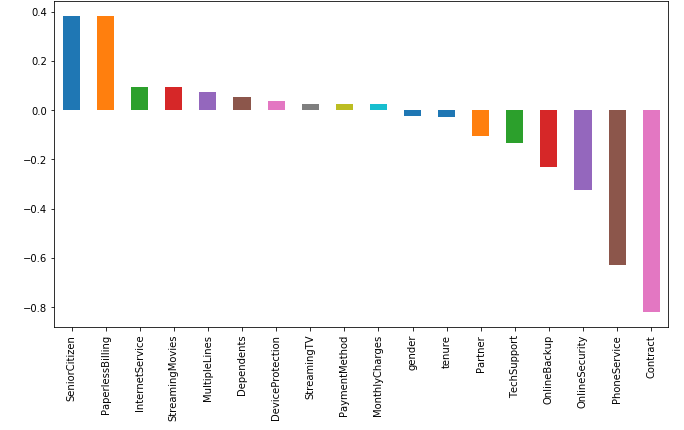 0.4
0.2
0.0
−0.2
−0.4
−0.6
−0.8
SeniorCitizen
PaperlessBilling
InternetService
StreamingMovies
MultipleLines
Dependents
DeviceProtection
StreamingTV
PaymentMethod
MonthlyCharges
gender
tenure
Partner
TechSupport
OnlineBackup
OnlineSecurity
PhoneService
Contract